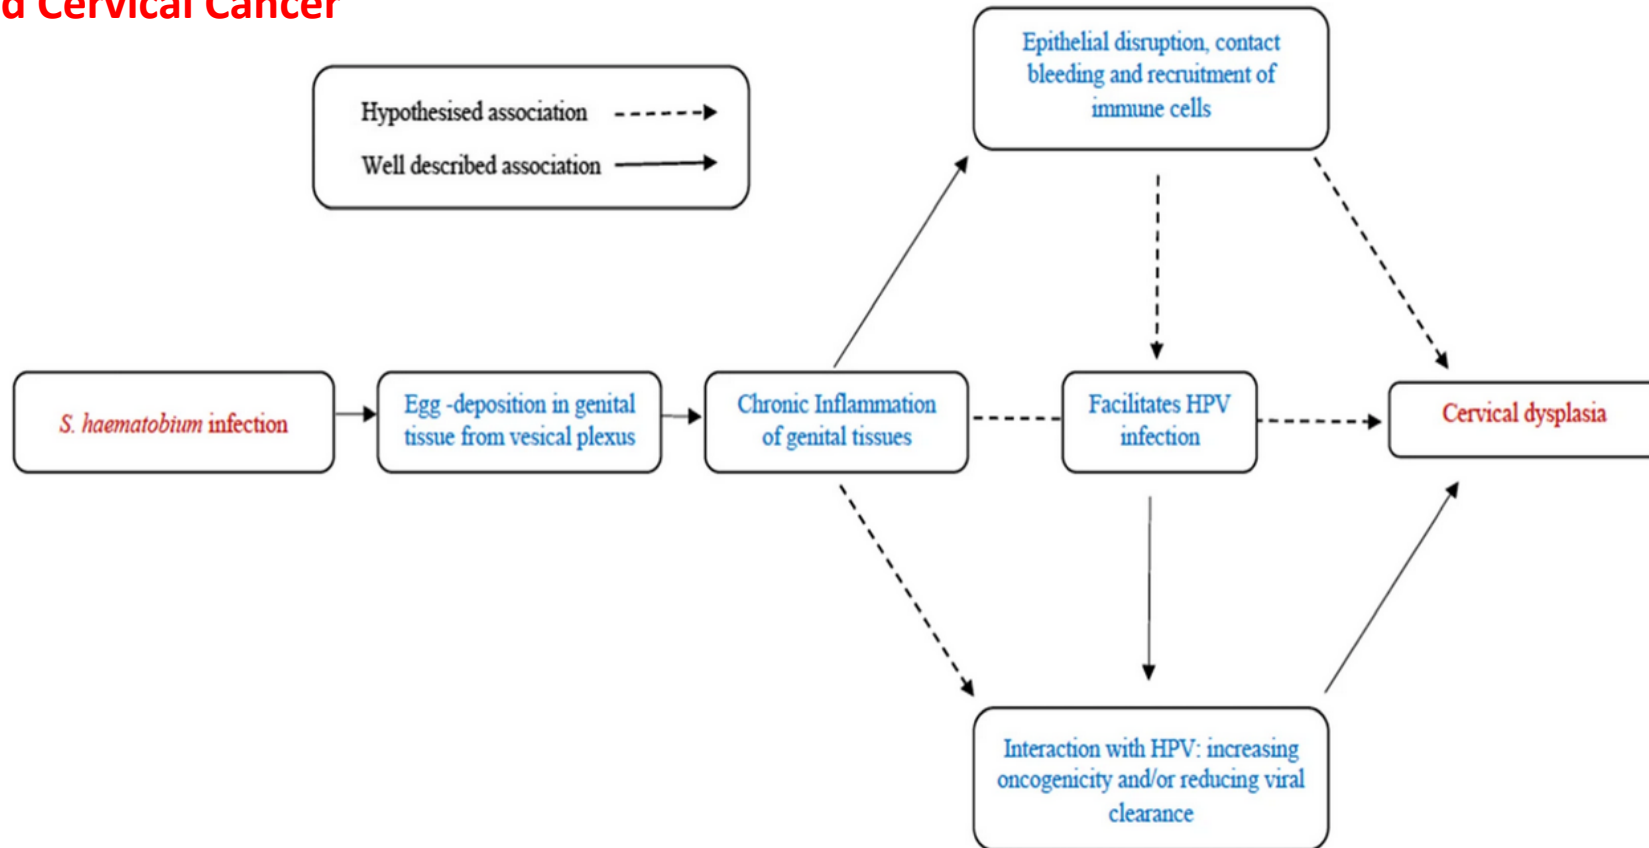 d Cervical Cancer
Hypothesised association
Well described association
Epithelial disruption, contact
bleeding and recruitment of
immune cells
S. haematobium infection
Egg -deposition in genital
tissue from vesical plexus
Chronic Inflammation
of genital tissues
Facilitates HPV
infection
Cervical dysplasia
Interaction with HPV: increasing
oncogenicity and/or reducing viral
clearance